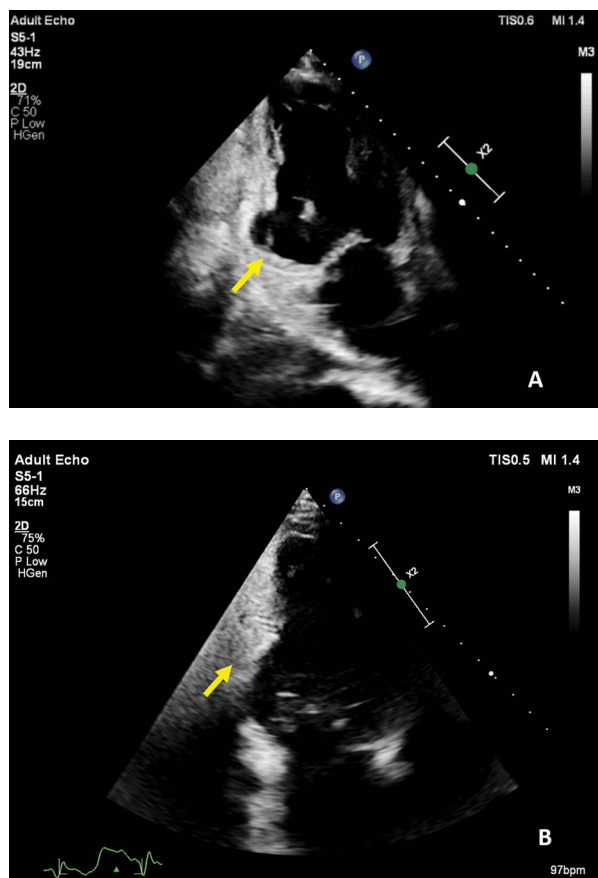 Adult Echo
TIS0.6 MI 1.4
S5-1
43Hz
19cm
M3
2D
71%
C 50
P Low
HGen
P
X2
A
Adult Echo
TIS0.5 MI 1.4
S5-1
66Hz
15cm
M3
2D
75%
C 50
P Low
HGen
P
X2
B
97bpm